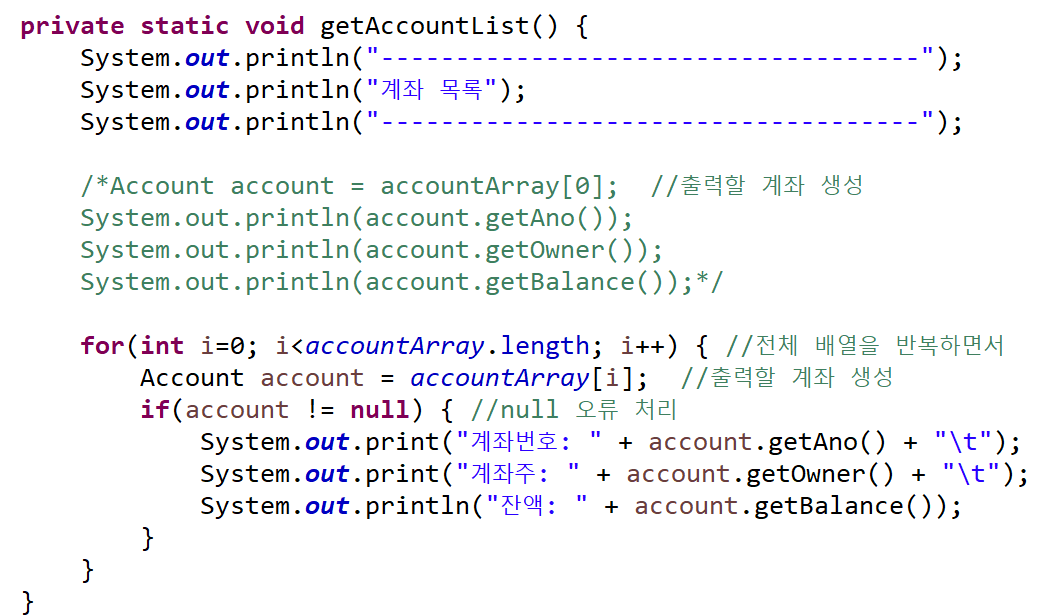 private static void getAccountList() {
    System.out.println("------------------------------------");
    System.out.println("계좌 목록");
    System.out.println("------------------------------------");
    /*Account account = accountArray[0];  //출력할 계좌 생성
    System.out.println(account.getAno());
    System.out.println(account.getOwner());
    System.out.println(account.getBalance());*/
    for(int i=0; i<accountArray.length; i++) { //전체 배열을 반복하면서
        Account account = accountArray[i];  //출력할 계좌 생성
        if(account != null) { //null 오류 처리
            System.out.print("계좌번호: " + account.getAno() + "\t");
            System.out.print("계좌주: " + account.getOwner() + "\t");
            System.out.println("잔액: " + account.getBalance());
        }
    }
}